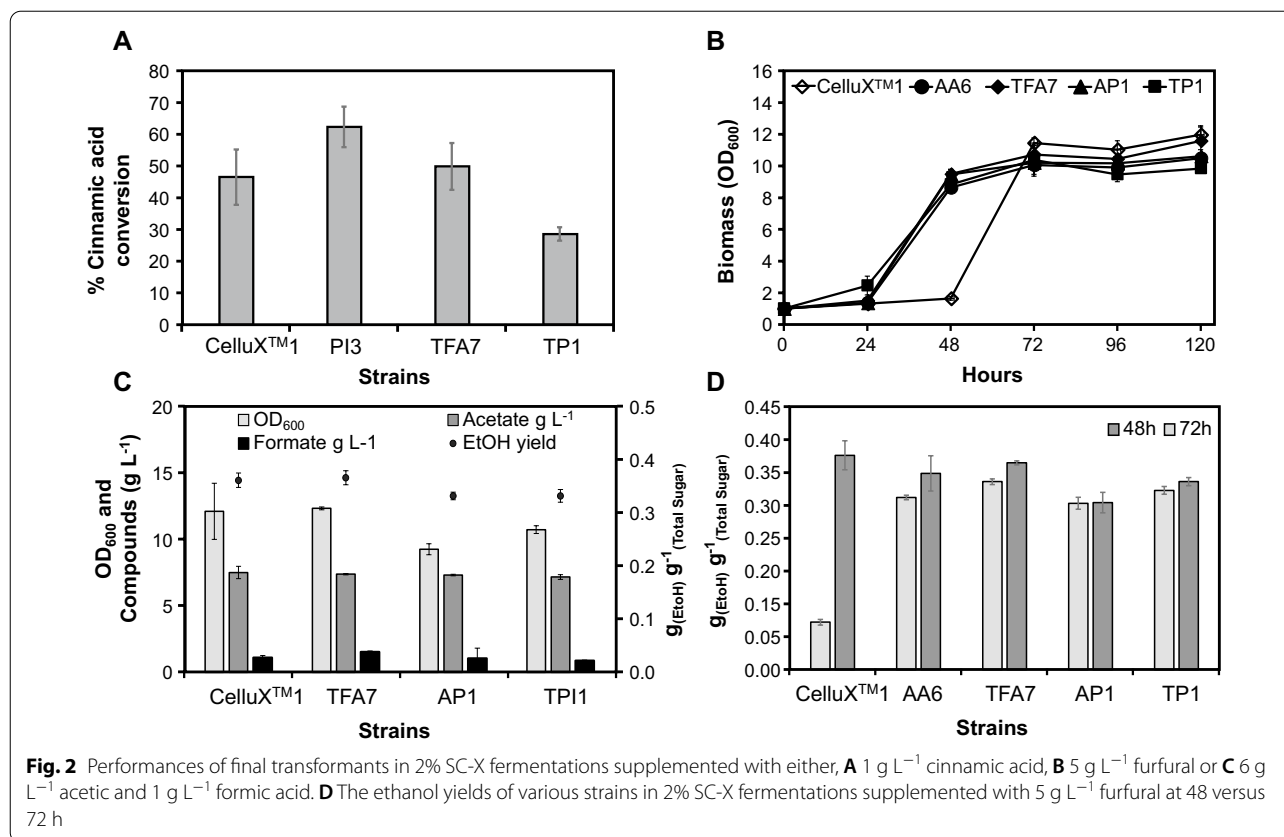 A
% Cinnamic acid
conversion
80
70
60
50
40
30
20
10
0
CelluX™1 PI3 TFA7 TP1
Strains
B
CelluX™1 AA6 TFA7 AP1 TP1
Biomass (OD600)
16
14
12
10
8
6
4
2
0
0 24 48 72 96 120
Hours
C
OD600 Acetate g L-1
Formate g L-1 EtOH yield
OD600 and
Compounds (g L-1)
20
15
10
5
0
0.5
0.4
0.3
0.2
0.1
0.0
g(EtoH) g-1(Total Sugar)
CelluX™1 TFA7 AP1 TPI1
Strains
D
48h 72h
g(EtoH) g-1(Total Sugar)
0.45
0.40
0.35
0.30
0.25
0.20
0.15
0.10
0.05
0.00
CelluX™1 AA6 TFA7 AP1 TP1
Strains
Fig. 2 Performances of final transformants in 2% SC-X fermentations supplemented with either, A 1 g L−1 cinnamic acid, B 5 g L−1 furfural or C 6 g
L−1 acetic and 1 g L−1 formic acid. D The ethanol yields of various strains in 2% SC-X fermentations supplemented with 5 g L−1 furfural at 48 versus
72 h